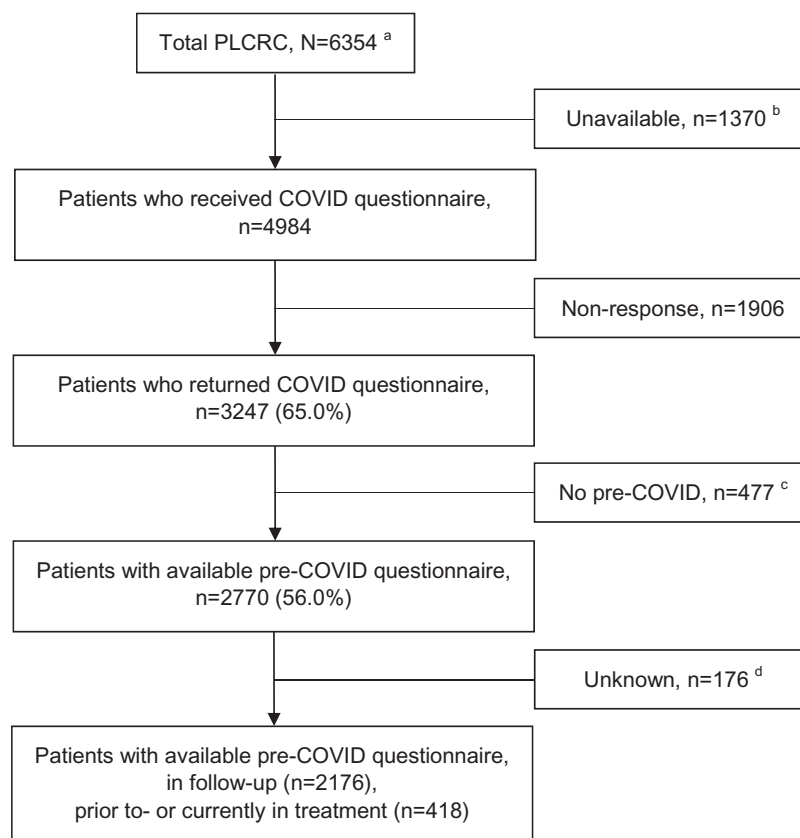 Total PLCRC, N=6354 a
Unavailable, n=1370 b
Patients who received COVID questionnaire,
n=4984
Non-response, n=1906
Patients who returned COVID questionnaire,
n=3247 (65.0%)
No pre-COVID, n=477 c
Patients with available pre-COVID questionnaire,
n=2770 (56.0%)
Unknown, n=176 d
Patients with available pre-COVID questionnaire,
in follow-up (n=2176),
prior to- or currently in treatment (n=418)